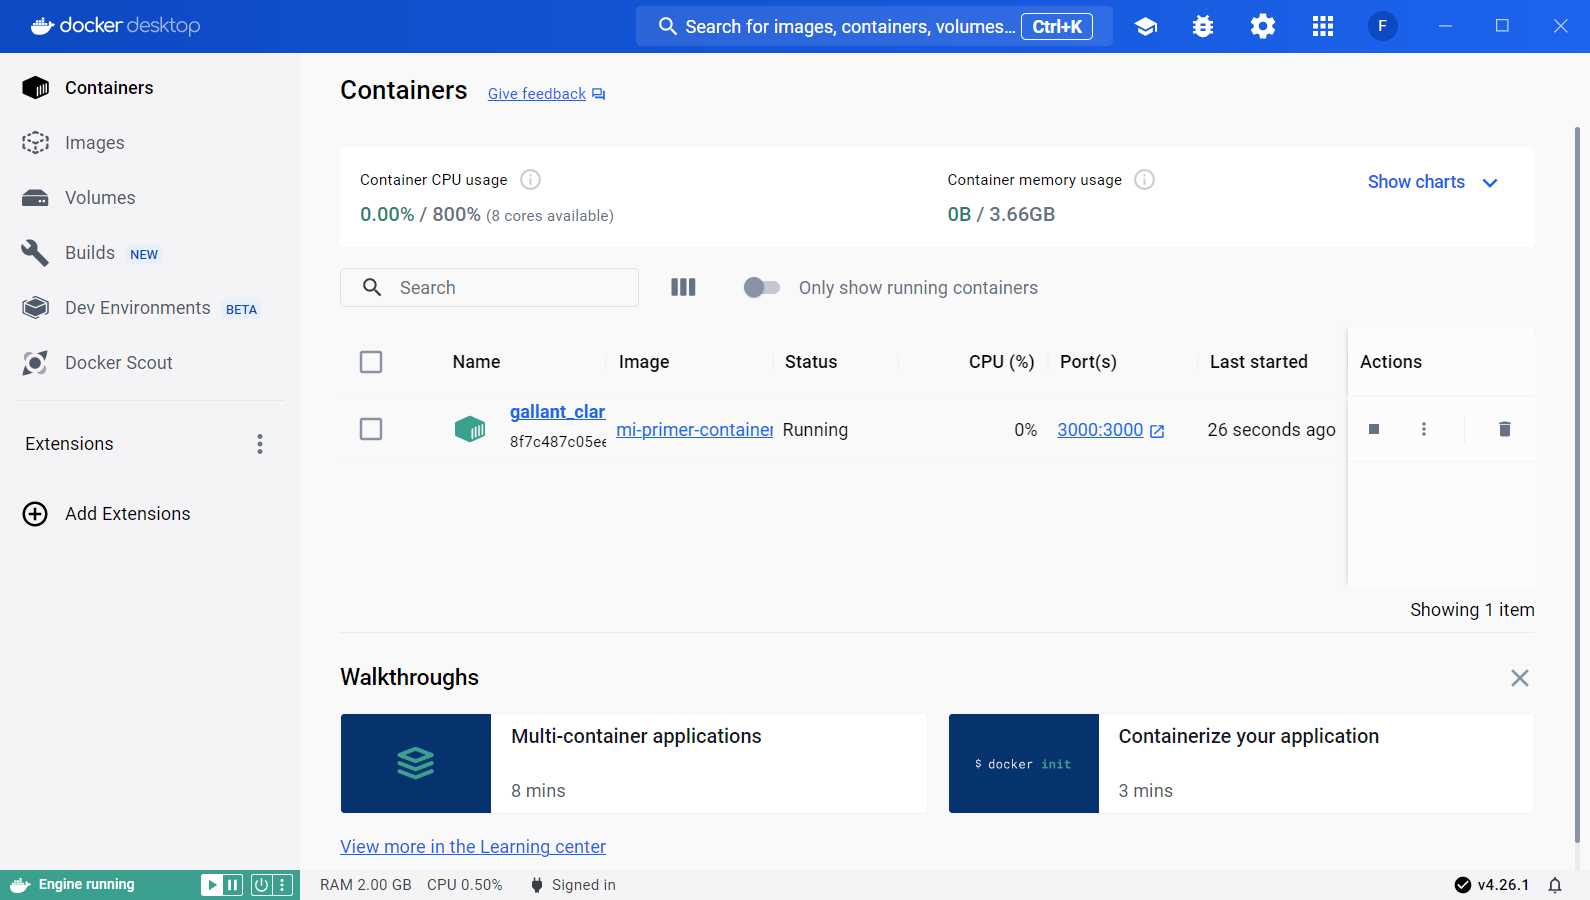 docker desktop
Search for images, containers, volumes... Ctrl+K
F
Containers
Images
Volumes
Builds NEW
Dev Environments BETA
Docker Scout
Extensions
Add Extensions
Containers Give feedback
Container CPU usage
0.00% / 800% (8 cores available)
Container memory usage
0B / 3.66GB
Show charts
Search
Only show running containers
Name Image Status CPU (%) Port(s) Last started Actions
gallant_clar
8f7c487c05ee
mi-primer-container Running 0% 3000:3000 26 seconds ago
Showing 1 item
Walkthroughs
Multi-container applications
8 mins
$ docker init
Containerize your application
3 mins
View more in the Learning center
Engine running
RAM 2.00 GB CPU 0.50% Signed in
v4.26.1